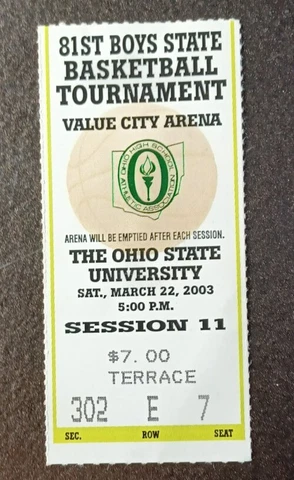 81ST BOYS STATE
BASKETBALL
TOURNAMENT
VALUE CITY ARENA
OHIO HIGH SCHOOL
ATHLETIC ASSOCIATION
ARENA WILL BE EMPTIED AFTER EACH SESSION.
THE OHIO STATE
UNIVERSITY
SAT., MARCH 22, 2003
5:00 P.M.
SESSION 11
$7.00
TERRACE
302 E 7
SEC. ROW SEAT